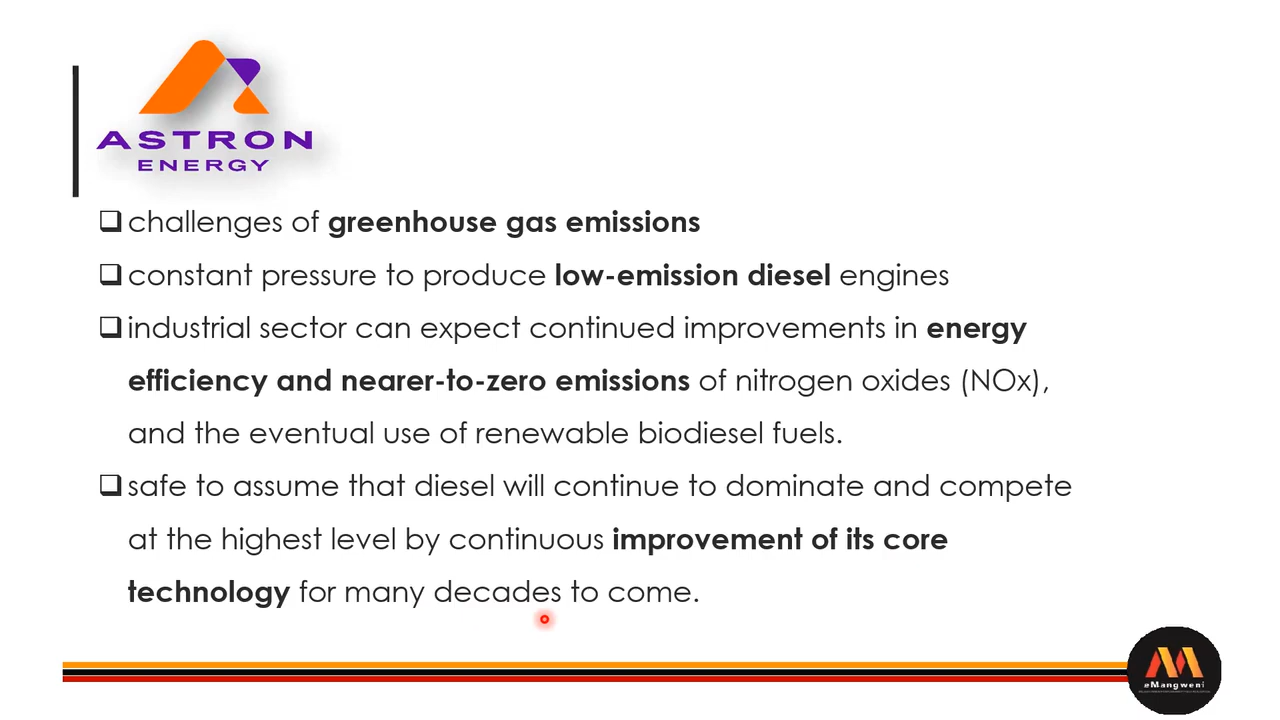 ASTRON
ENERGY
challenges of greenhouse gas emissions
constant pressure to produce low-emission diesel engines
industrial sector can expect continued improvements in energy
efficiency and nearer-to-zero emissions of nitrogen oxides (NOx),
and the eventual use of renewable biodiesel fuels.
safe to assume that diesel will continue to dominate and compete
at the highest level by continuous improvement of its core
technology for many decades to come.
eMangweni